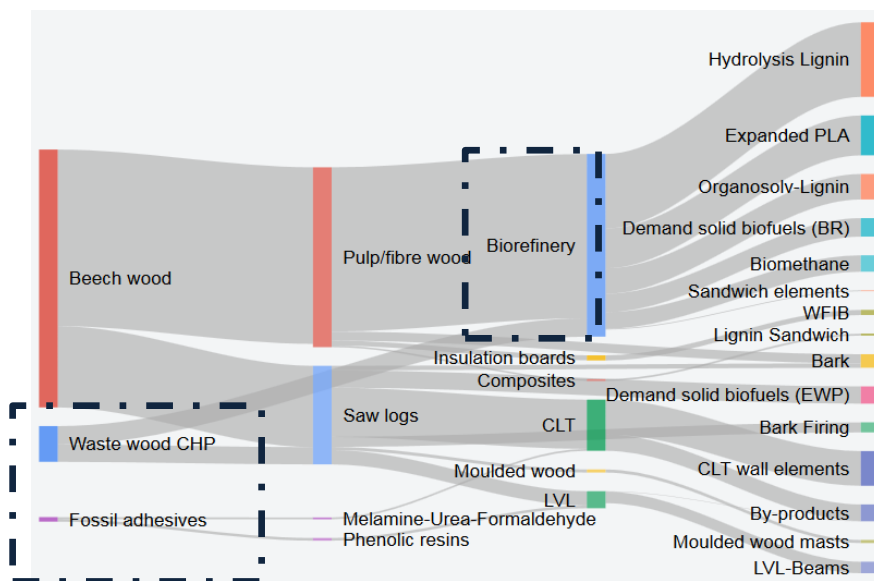 Hydrolysis Lignin
Expanded PLA
Organosolv-Lignin
Demand solid biofuels (BR)
Biorefinery
Pulp/fibre wood
Biomethane
Beech wood
Sandwich elements
WFIB
Lignin Sandwich
Insulation boards
Bark
Composites
Demand solid biofuels (EWP)
Saw logs
CLT
Bark Firing
Waste wood CHP
CLT wall elements
Moulded wood
LVL
By-products
Fossil adhesives
Melamine-Urea-Formaldehyde
Phenolic resins
Moulded wood masts
LVL-Beams